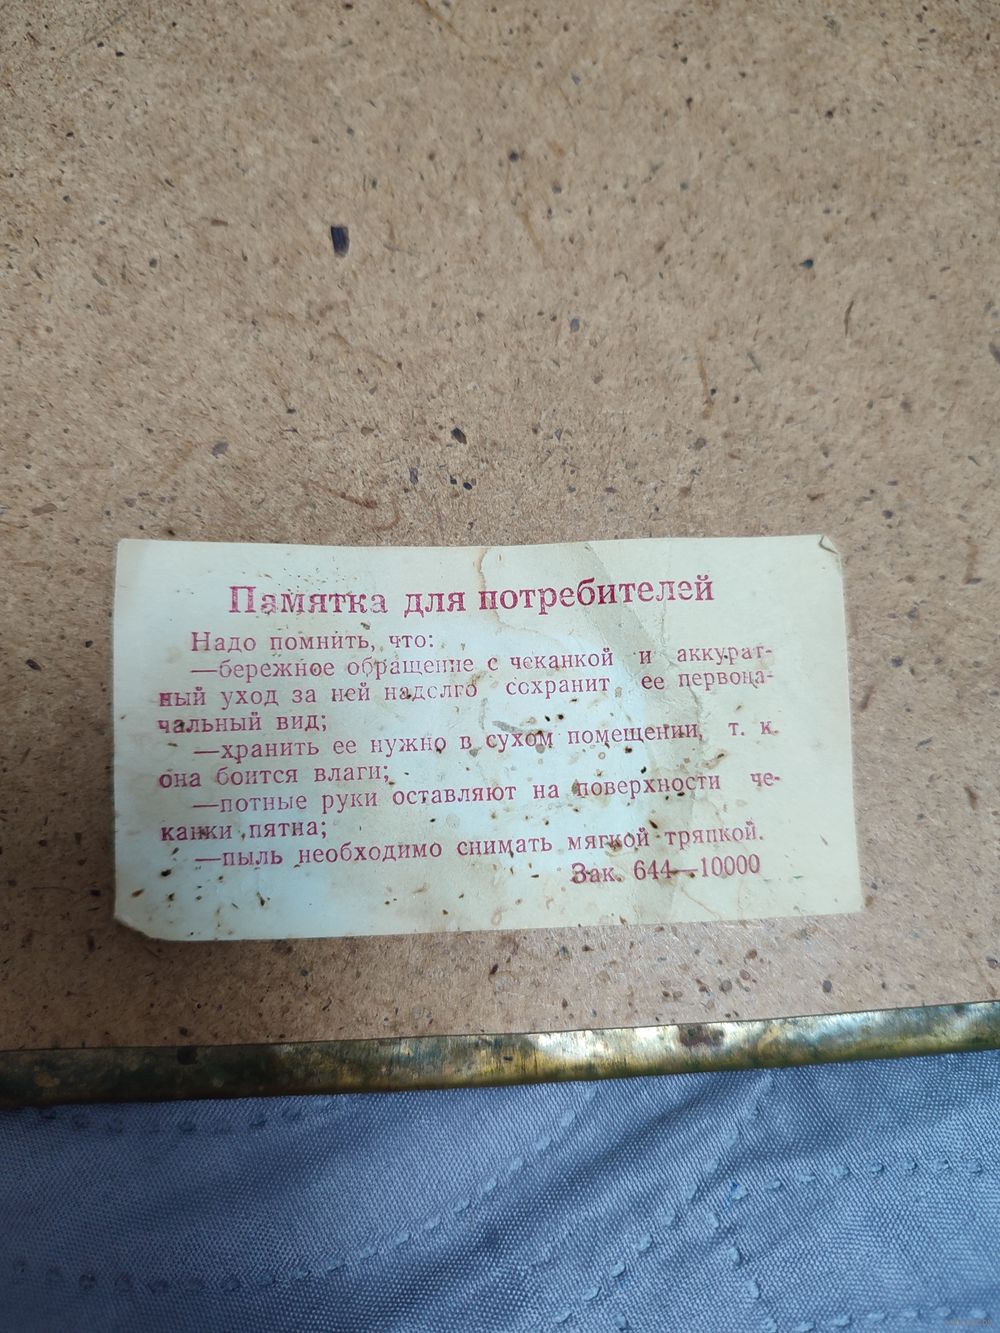 Памятка для потребителей
Надо помнить, что:
—бережное обращение с чеканкой и аккурат-
ный уход за ней надолго сохранит ее первона-
чальный вид;
—хранить ее нужно в сухом помещении, т. к.
она боится влаги;
—потные руки оставляют на поверхности че-
канки пятна;
—пыль необходимо снимать мягкой тряпкой.
Зак. 644—10000